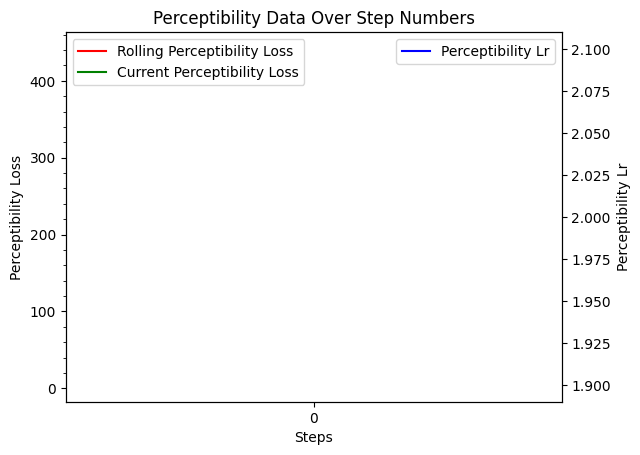 Perceptibility Data Over Step Numbers
Rolling Perceptibility Loss
Current Perceptibility Loss
Perceptibility Lr
Perceptibility Loss
400
300
200
100
0
2.100
2.075
2.050
2.025
2.000
1.975
1.950
1.925
1.900
Perceptibility Lr
0
Steps